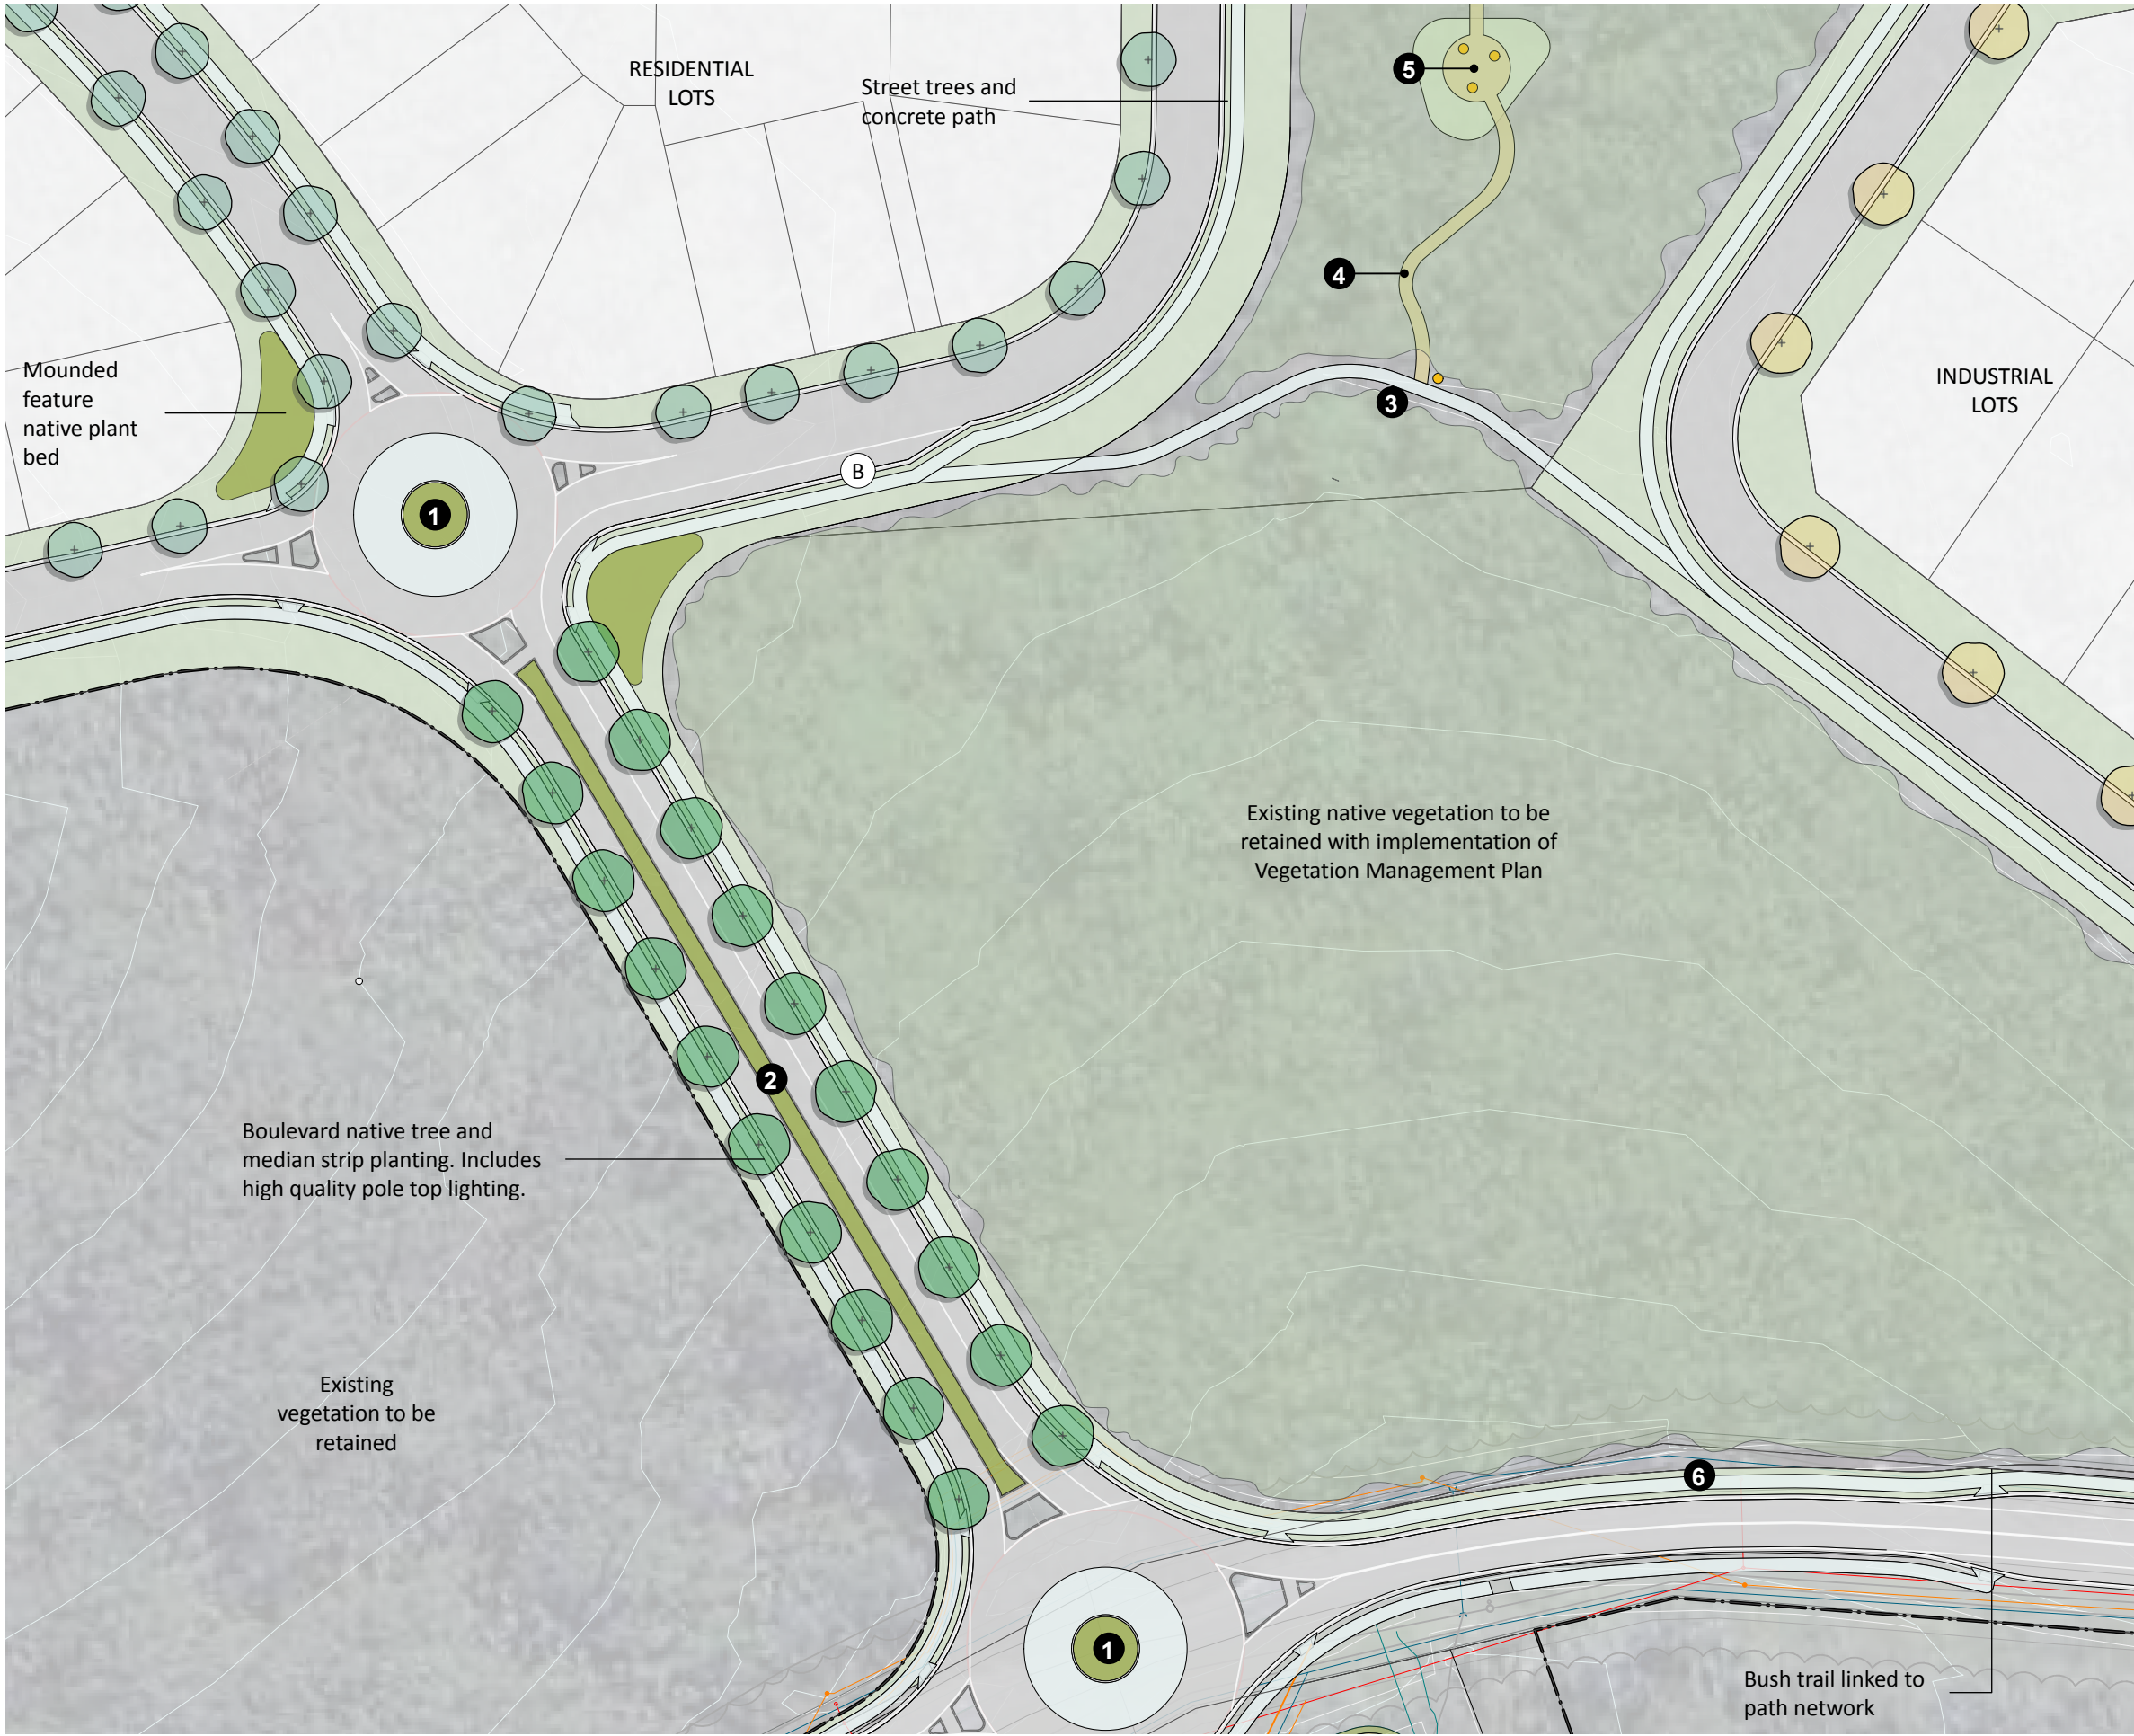 RESIDENTIAL
LOTS
Street trees and
concrete path
5
4
3
INDUSTRIAL
LOTS
Mounded
feature
native plant
bed
B
1
Existing native vegetation to be
retained with implementation of
Vegetation Management Plan
2
Boulevard native tree and
median strip planting. Includes
high quality pole top lighting.
Existing
vegetation to be
retained
6
1
Bush trail linked to
path network